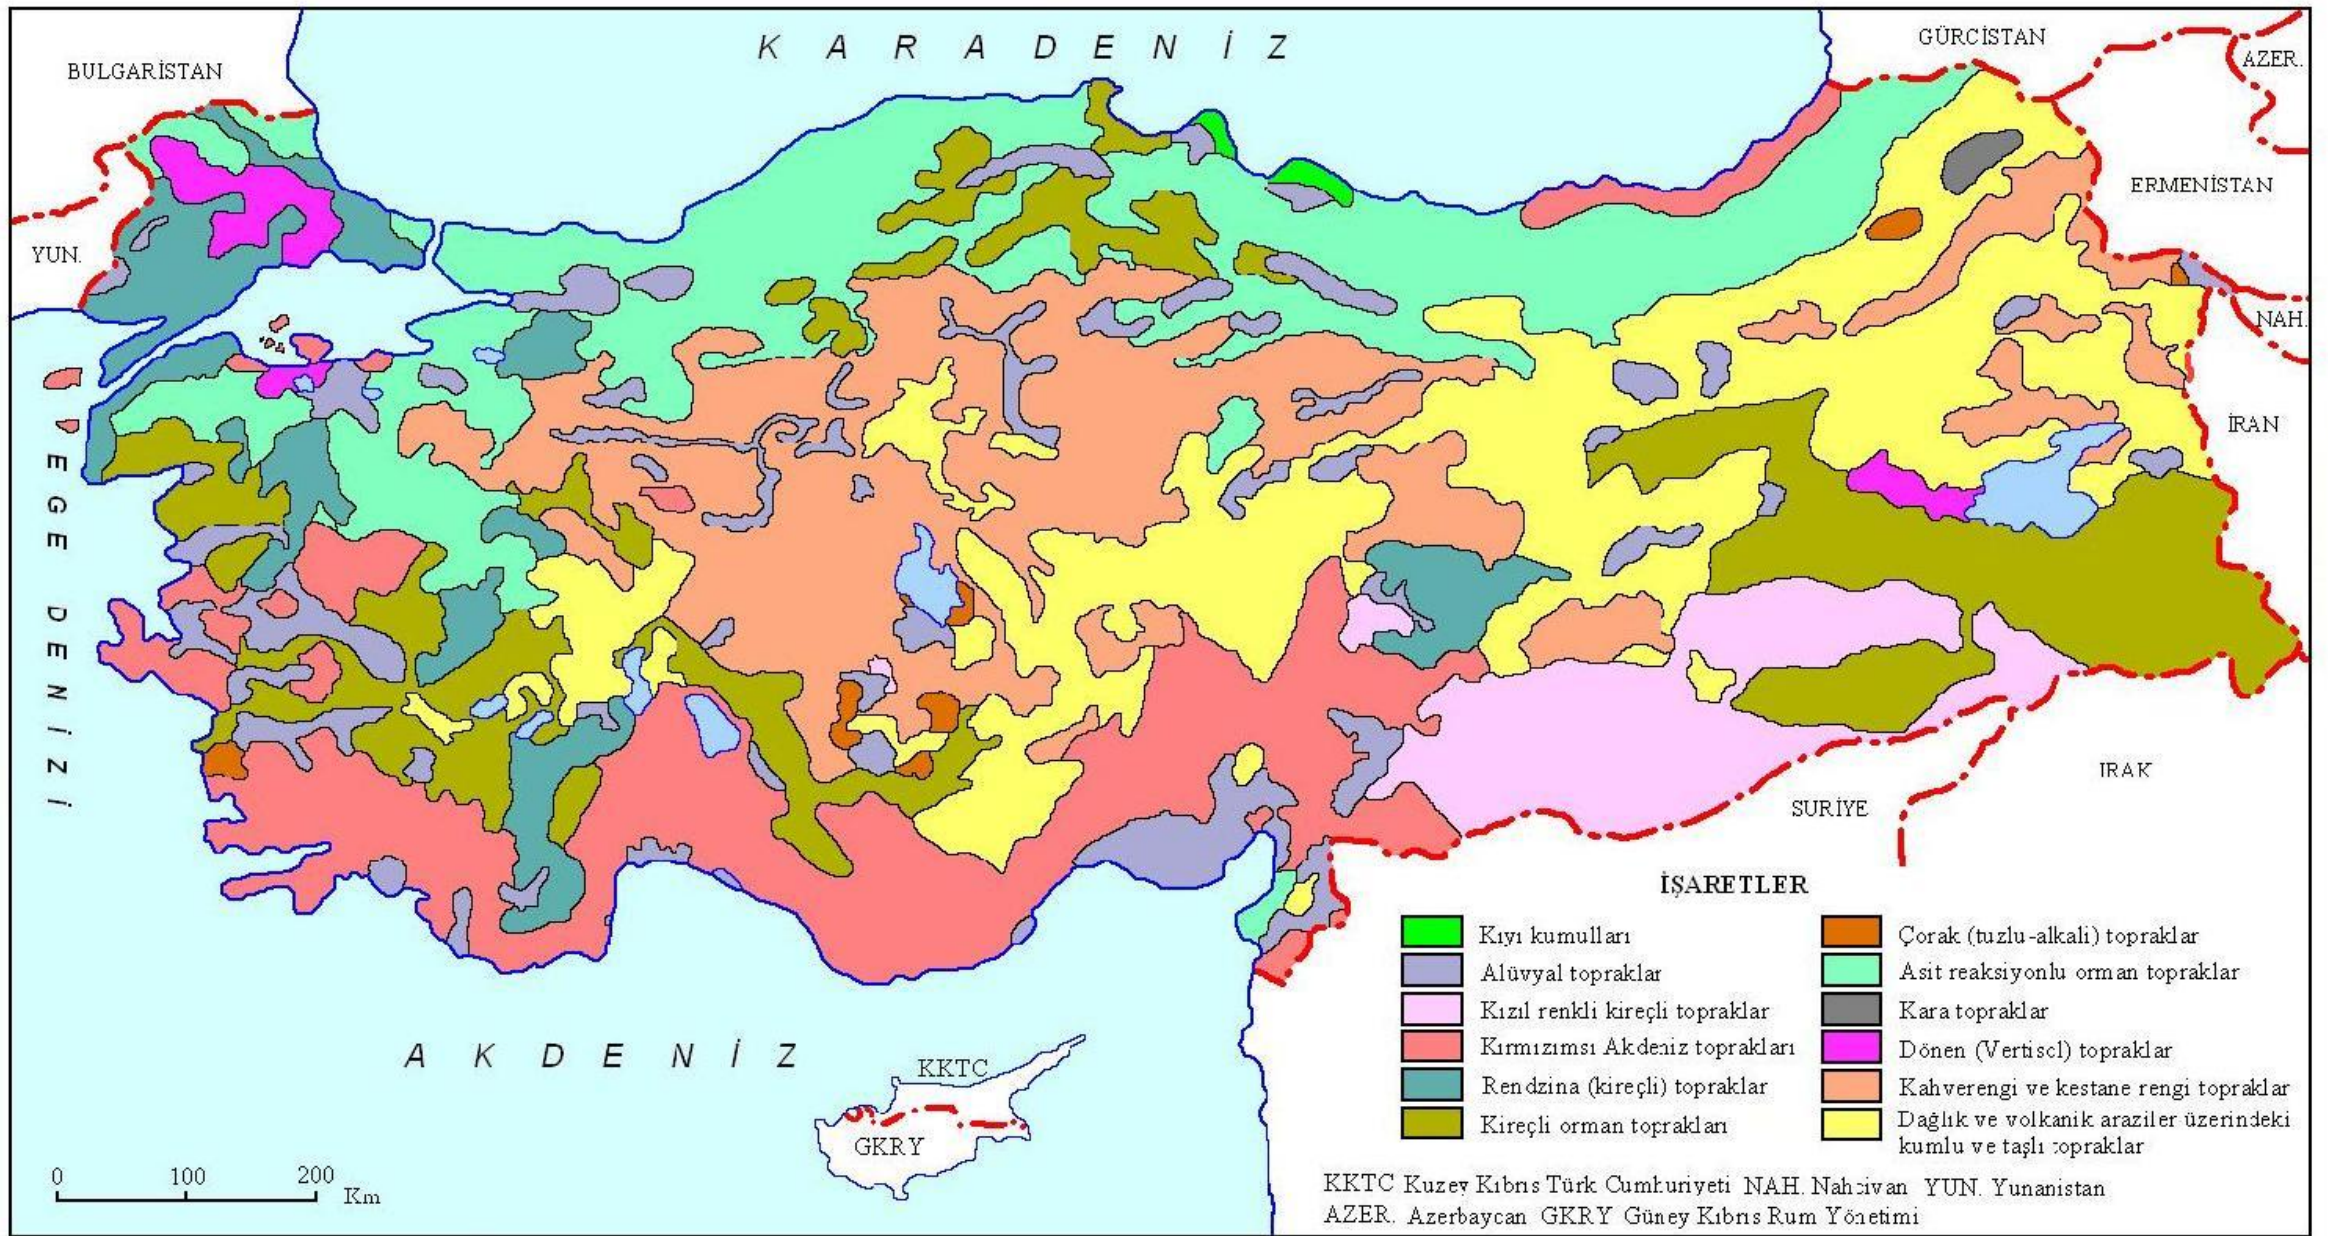 K A R A D E N İ Z
BULGARİSTAN
GÜRCİSTAN
AZER.
ERMENİSTAN
YUN.
NAH.
İRAN
E G E D E N İ Z İ
IRAK
SURİYE
A K D E N İ Z
KKTC
GKRY
0 100 200 Km
İŞARETLER
Kıyı kumulları
Alüvyal topraklar
Kızıl renkli kireçli topraklar
Kırmızımsı Akdeniz toprakları
Rendzina (kireçli) topraklar
Kireçli orman toprakları
Çorak (tuzlu-alkali) topraklar
Asit reaksiyonlu orman topraklar
Kara topraklar
Dönen (Vertisol) topraklar
Kahverengi ve kestane rengi topraklar
Dağlık ve volkanik araziler üzerindeki
kumlu ve taşlı topraklar
KKTC Kuzey Kıbrıs Türk Cumhuriyeti NAH. Nahcivan YUN. Yunanistan
AZER. Azerbaycan GKRY Güney Kıbrıs Rum Yönetimi